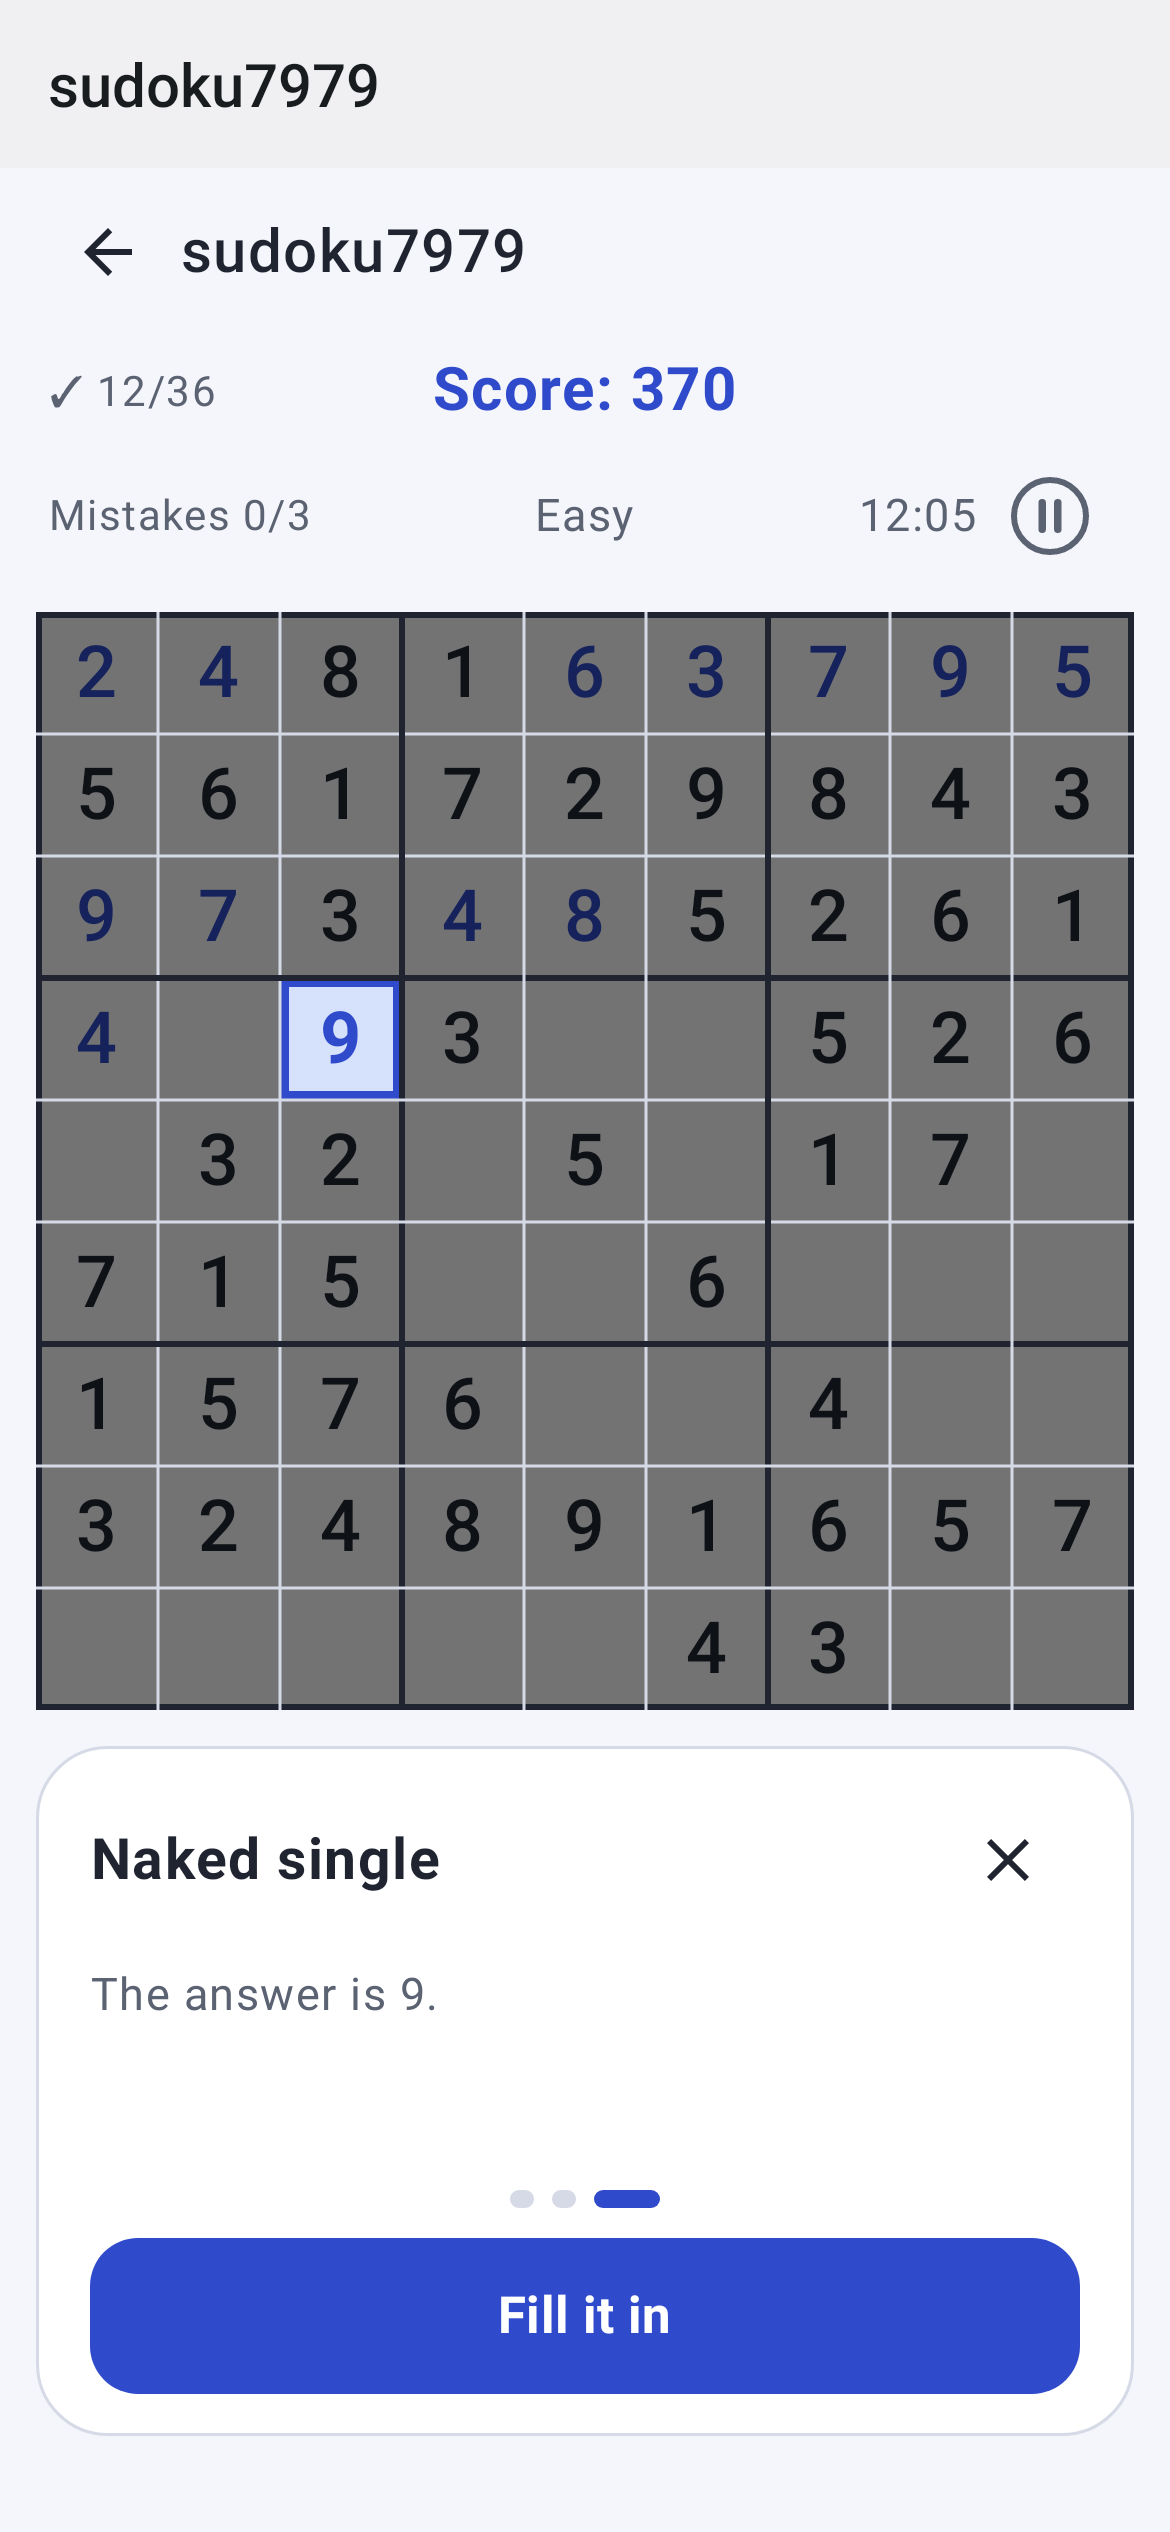 sudoku7979
sudoku7979
✓ 12/36 Score: 370
Mistakes 0/3 Easy 12:05
2 4 8 1 6 3 7 9 5
5 6 1 7 2 9 8 4 3
9 7 3 4 8 5 2 6 1
4 9 3 5 2 6
3 2 5 1 7
7 1 5 6
1 5 7 6 4
3 2 4 8 9 1 6 5 7
4 3
Naked single
The answer is 9.
Fill it in